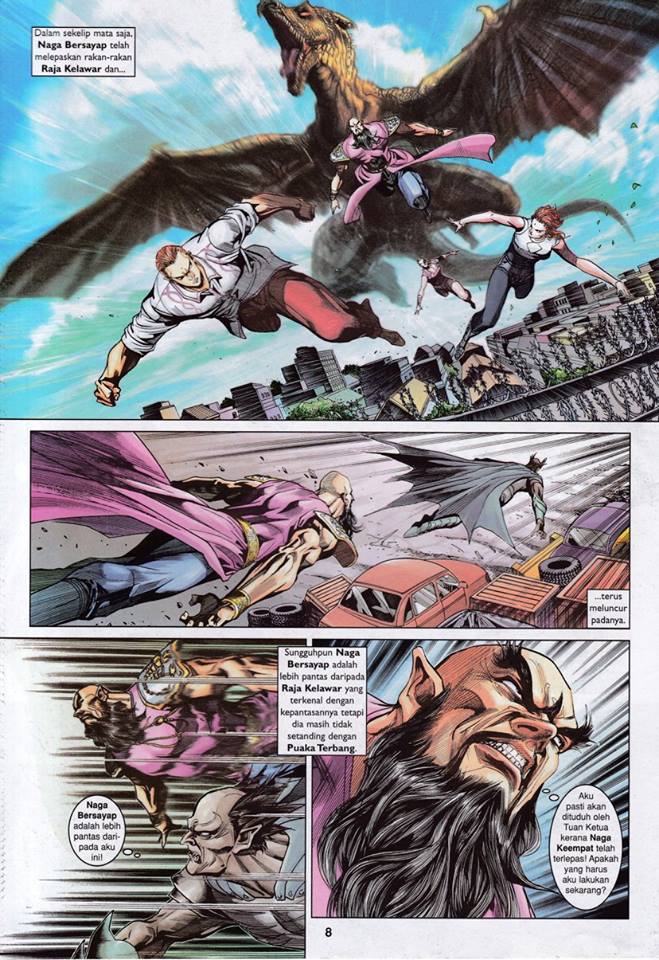 Dalam sekelip mata saja,
Naga Bersayap telah
melepaskan rakan-rakan
Raja Kelawar dan...
...terus
meluncur
padanya.
Sungguhpun Naga
Bersayap adalah
lebih pantas daripada
Raja Kelawar yang
terkenal dengan
kepantasannya tetapi
dia masih tidak
setanding dengan
Puaka Terbang.
Naga
Bersayap
adalah lebih
pantas dari-
pada aku
ini!
Aku
pasti akan
dituduh oleh
Tuan Ketua
kerana Naga
Keempat telah
terlepas! Apakah
yang harus
aku lakukan
sekarang?
8